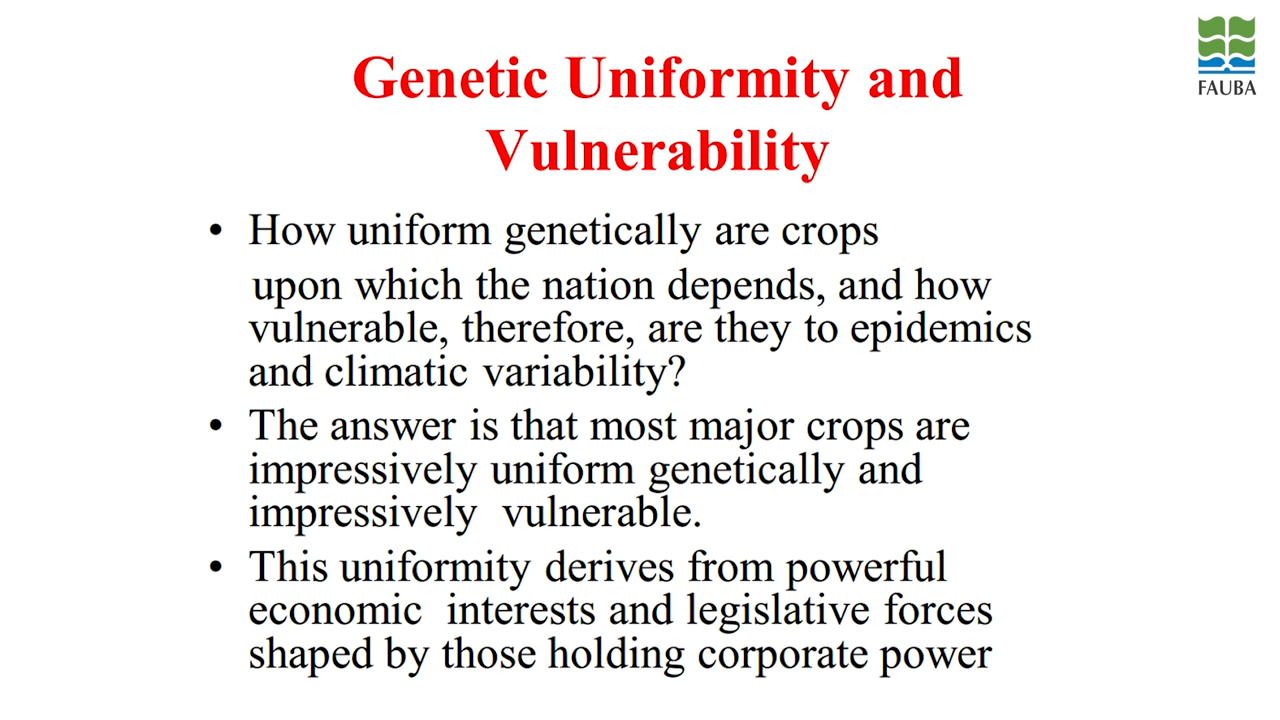 FAUBA
Genetic Uniformity and
Vulnerability
• How uniform genetically are crops
upon which the nation depends, and how
vulnerable, therefore, are they to epidemics
and climatic variability?
• The answer is that most major crops are
impressively uniform genetically and
impressively vulnerable.
• This uniformity derives from powerful
economic interests and legislative forces
shaped by those holding corporate power